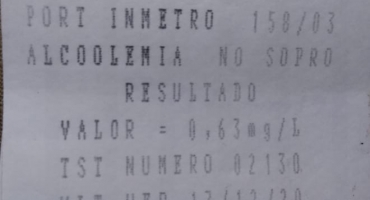 PORT INMETRO 158/03
ALCOOLEMIA NO SOPRO
RESULTADO
VALOR = 0,63mg/L
TST NUMERO 02130